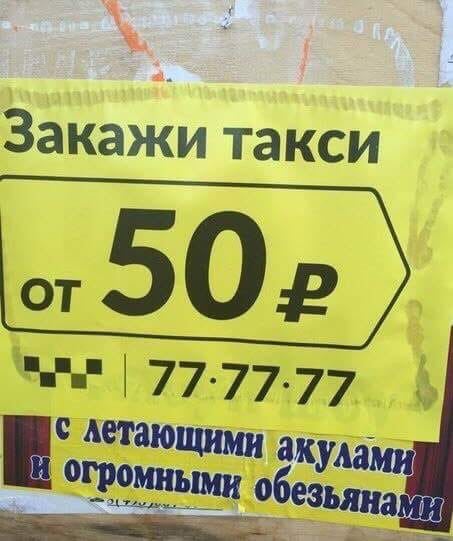 Закажи такси
от 50 ₽
77·77·77
с летающими акулами
и огромными обезьянами